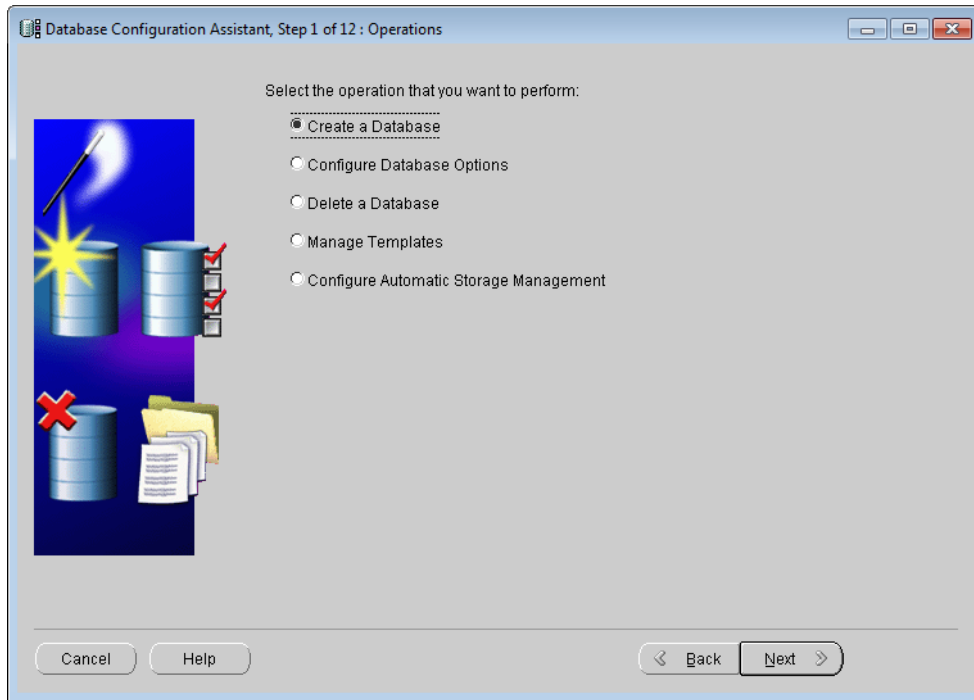 Database Configuration Assistant, Step 1 of 12 : Operations
Select the operation that you want to perform:
Create a Database
Configure Database Options
Delete a Database
Manage Templates
Configure Automatic Storage Management
Cancel
Help
Back
Next